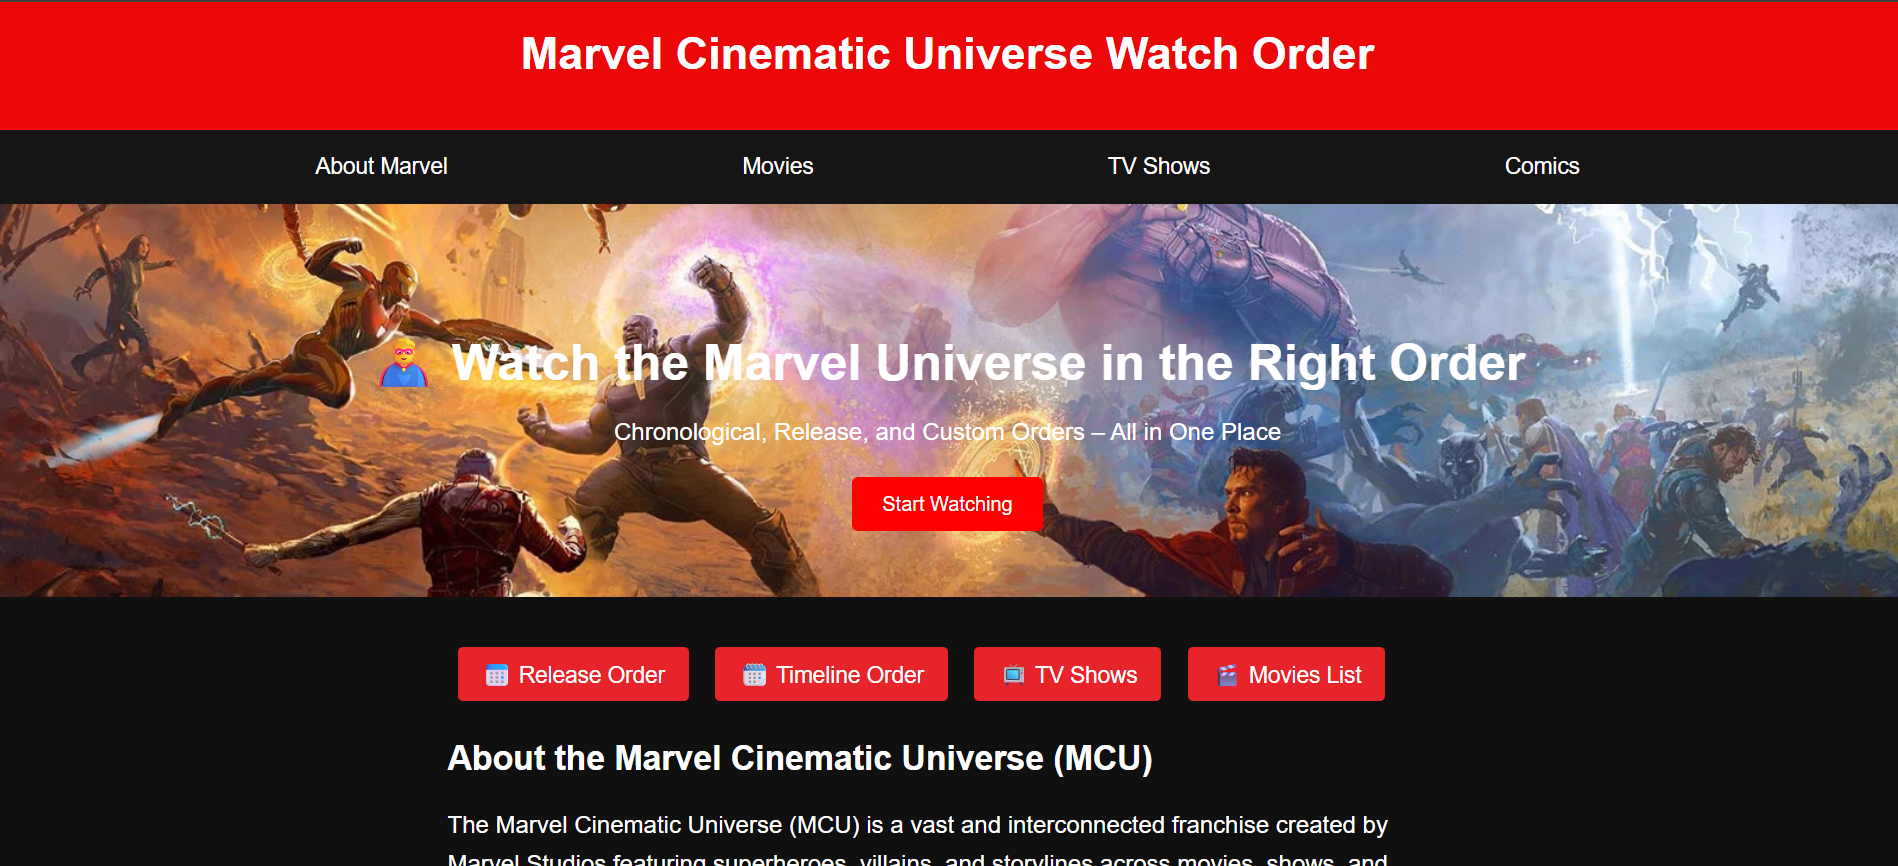 Marvel Cinematic Universe Watch Order
About Marvel
Movies
TV Shows
Comics
Watch the Marvel Universe in the Right Order
Chronological, Release, and Custom Orders – All in One Place
Start Watching
Release Order
Timeline Order
TV Shows
Movies List
About the Marvel Cinematic Universe (MCU)
The Marvel Cinematic Universe (MCU) is a vast and interconnected franchise created by
Marvel Studios featuring superheroes, villains, and storylines across movies, shows, and